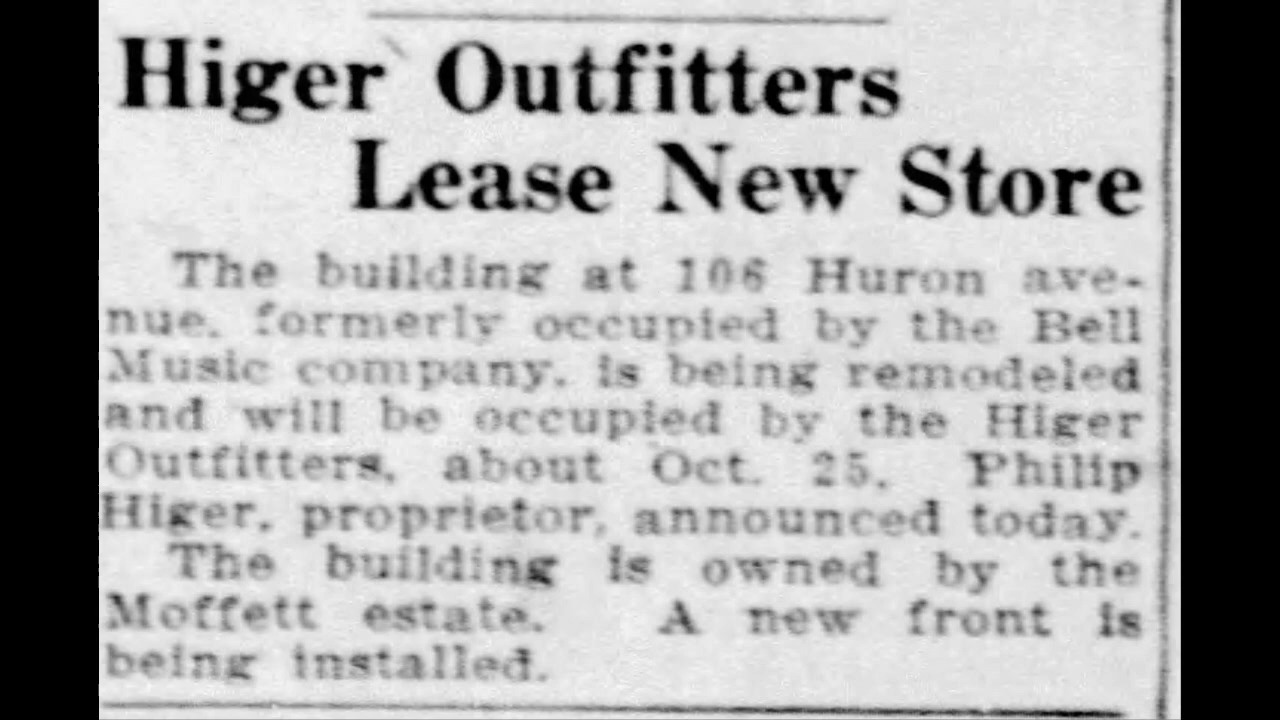 Higer Outfitters
Lease New Store
The building at 106 Huron ave-
nue, formerly occupied by the Bell
Music company, is being remodeled
and will be occupied by the Higer
Outfitters, about Oct. 25, Philip
Higer, proprietor, announced today.
The building is owned by the
Moffett estate. A new front is
being installed.